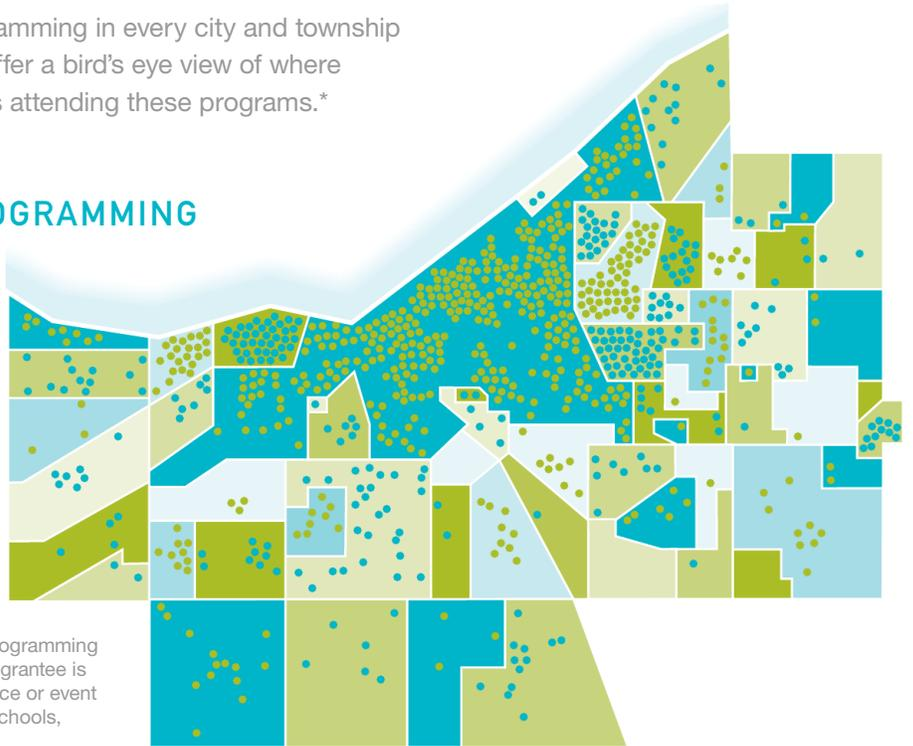 amming in every city and township
ffer a bird's eye view of where
s attending these programs.*
OGRAMMING
ogramming
grantee is
ce or event
chools,